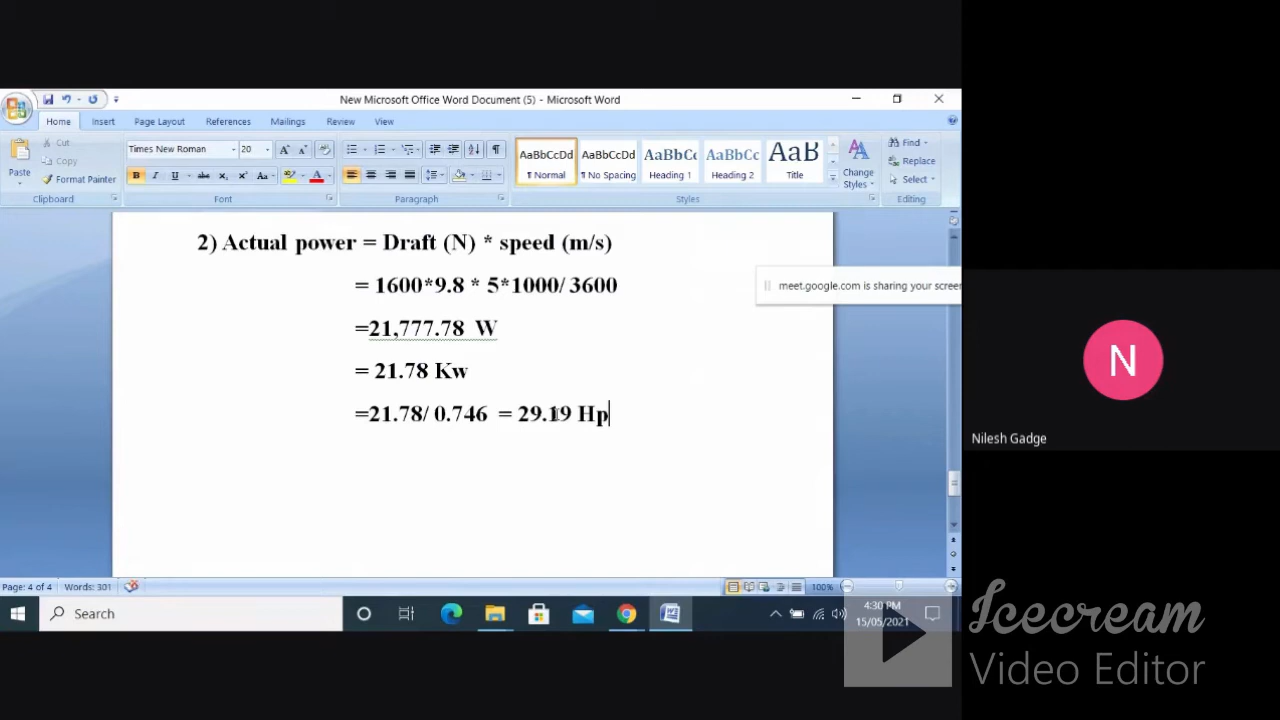 New Microsoft Office Word Document (5) - Microsoft Word
Home Insert Page Layout References Mailings Review View
Cut
Copy
Paste
Format Painter
Clipboard
Times New Roman 20
Font
Paragraph
AaBbCcDd AaBbCcDd AaBbCc AaBbCc AaB
¶ Normal ¶ No Spacing Heading 1 Heading 2 Title
Change Styles
Styles
Find
Replace
Select
Editing
2) Actual power = Draft (N) * speed (m/s)
= 1600*9.8 * 5*1000/ 3600
=21,777.78 W
= 21.78 Kw
=21.78/ 0.746 = 29.19 Hp
meet.google.com is sharing your screen
N
Nilesh Gadge
Page: 4 of 4 Words: 301
100%
Search
4:30 PM
15/05/2021
Icecream
Video Editor